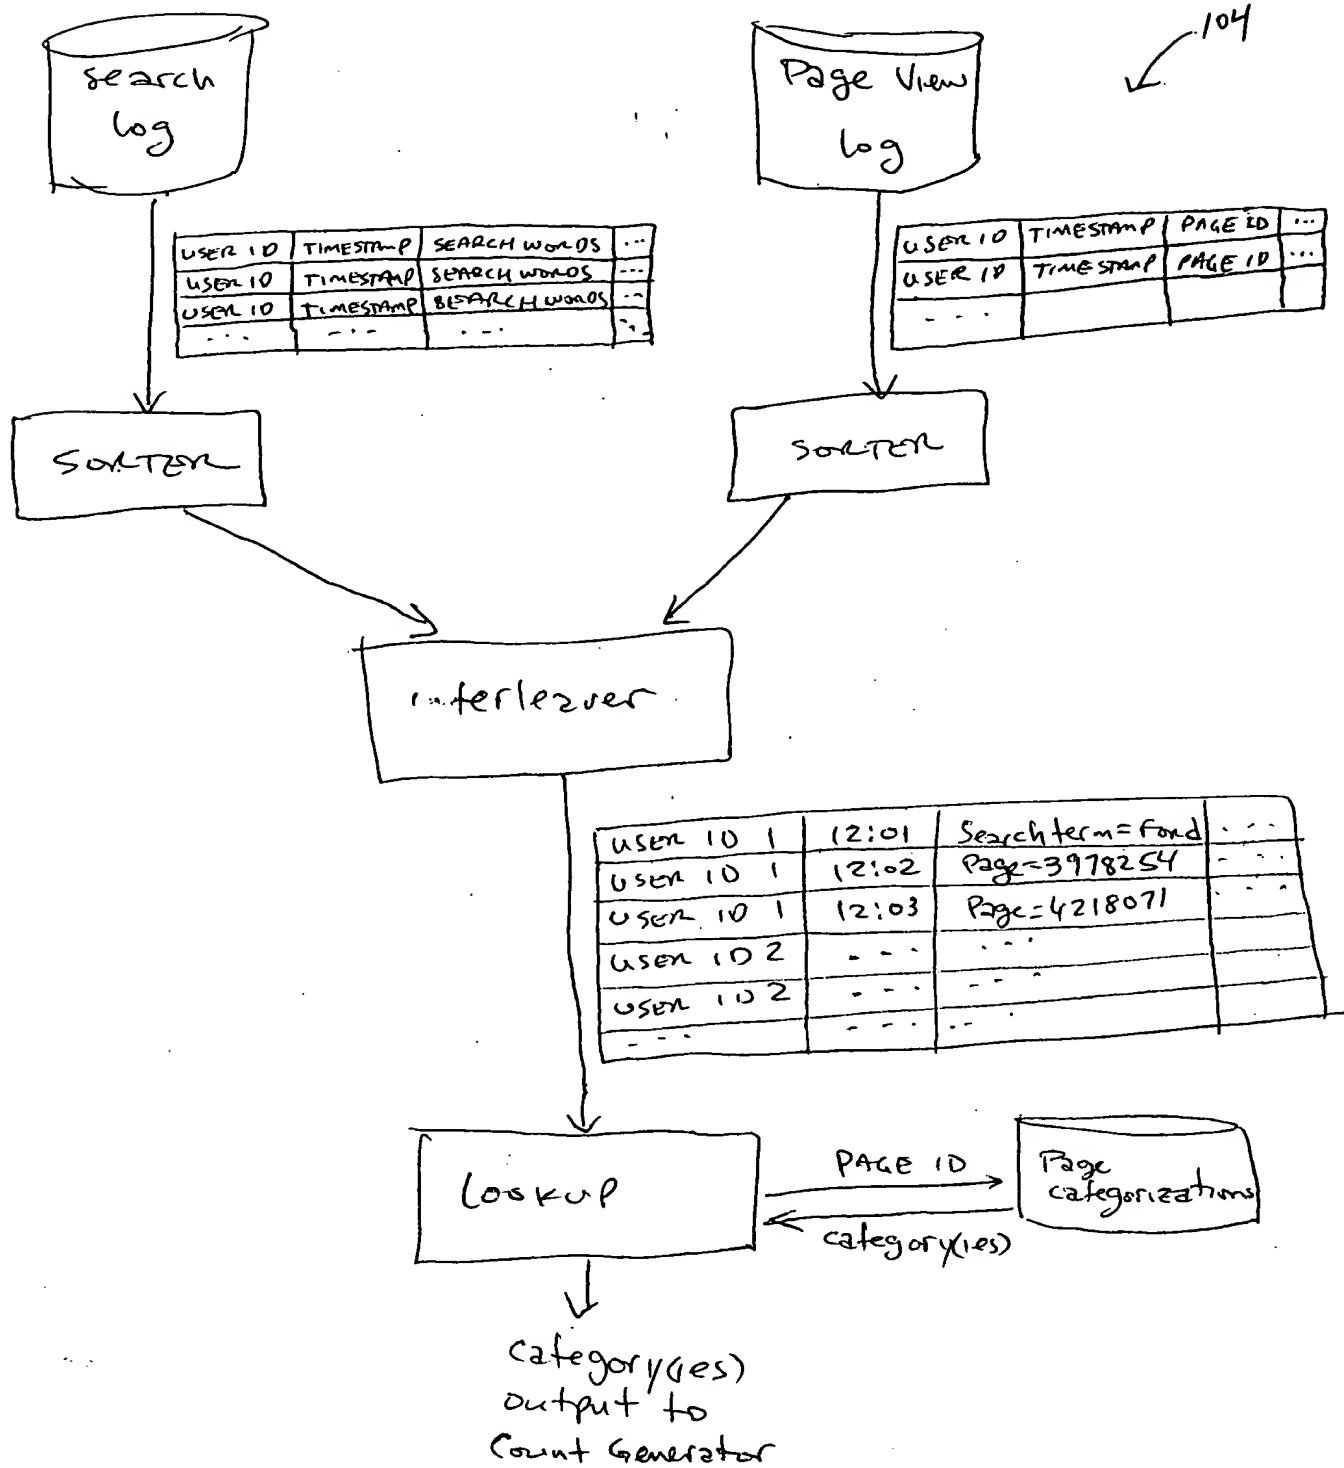 104
search
log
Page View
log
USER ID TIMESTAMP SEARCH WORDS ...
USER ID TIMESTAMP SEARCH WORDS ...
USER ID TIMESTAMP SEARCH WORDS ...
... ... ... ...
USER ID TIMESTAMP PAGE ID ...
USER ID TIMESTAMP PAGE ID ...
...
SORTER
SORTER
interleaver
USER ID 1 12:01 Search term = Ford ...
USER ID 1 12:02 Page=3978254 ...
USER ID 1 12:03 Page=4218071 ...
USER ID 2 ... ...
USER ID 2 ... ...
... ... ...
Lookup
PAGE ID
category(ies)
Page
categorizations
category(ies)
output to
Count Generator